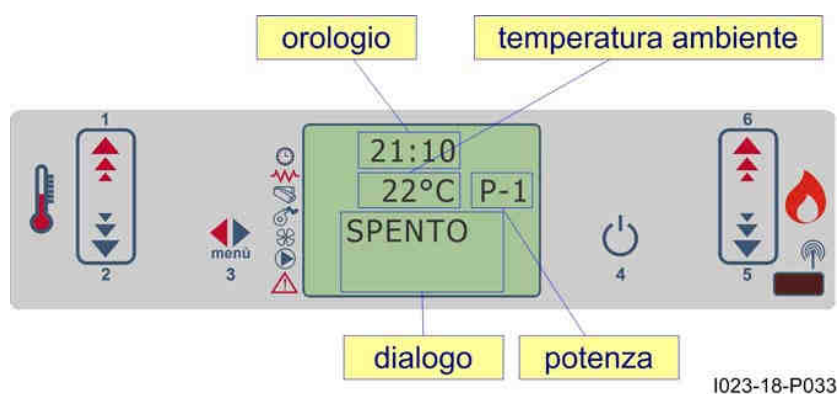 orologio
temperatura ambiente
1
6
21:10
22°C P-1
SPENTO
menù
2
3
4
5
dialogo
potenza
I023-18-P033